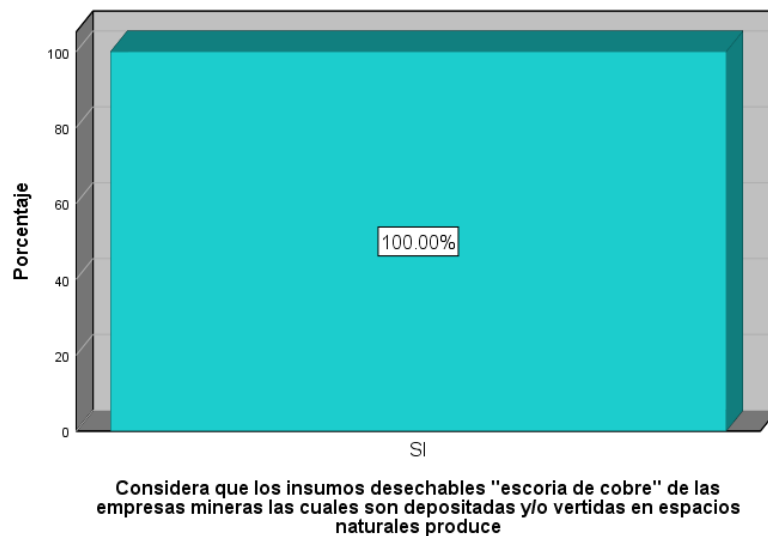 100
80
60
40
20
0
Porcentaje
100.00%
SI
Considera que los insumos desechables "escoria de cobre" de las
empresas mineras las cuales son depositadas y/o vertidas en espacios
naturales produce